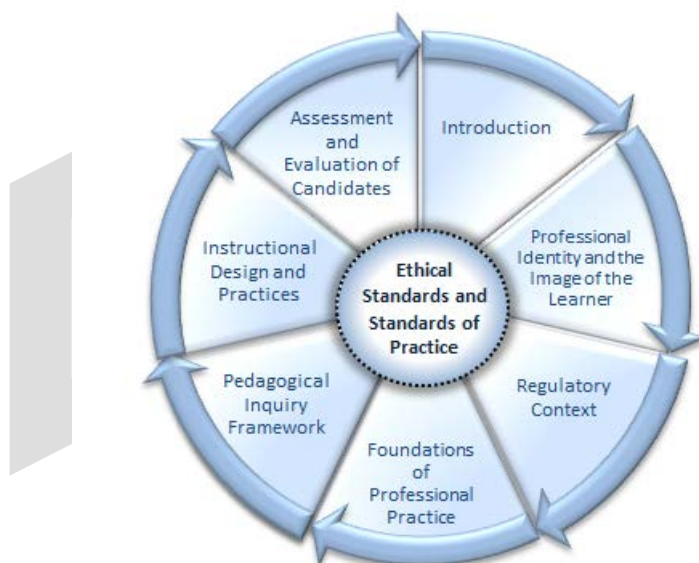 Introduction
Professional
Identity and the
Image of the
Learner
Regulatory
Context
Foundations
of
Professional
Practice
Pedagogical
Inquiry
Framework
Instructional
Design and
Practices
Assessment
and
Evaluation of
Candidates
Ethical
Standards and
Standards of
Practice